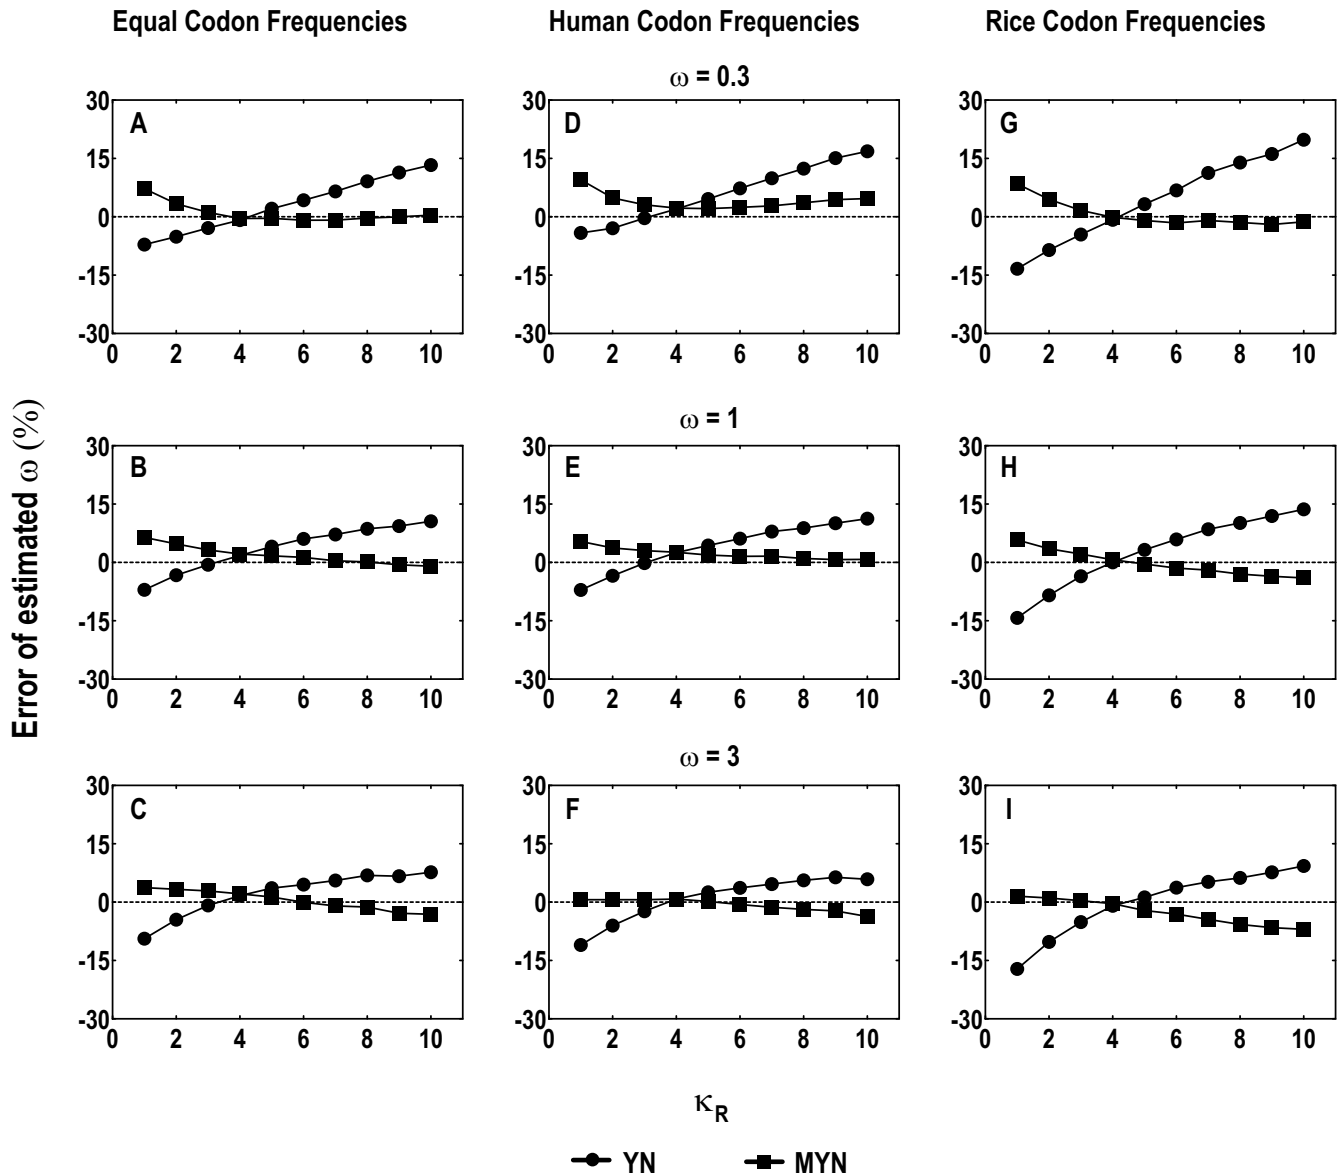 Equal Codon Frequencies Human Codon Frequencies Rice Codon Frequencies
ω = 0.3
30 30 30
A D G
15 15 15
0 0 0
-15 -15 -15
-30 -30 -30
0 2 4 6 8 10 0 2 4 6 8 10 0 2 4 6 8 10
ω = 1
30 30 30
B E H
15 15 15
0 0 0
-15 -15 -15
-30 -30 -30
0 2 4 6 8 10 0 2 4 6 8 10 0 2 4 6 8 10
ω = 3
30 30 30
C F I
15 15 15
0 0 0
-15 -15 -15
-30 -30 -30
0 2 4 6 8 10 0 2 4 6 8 10 0 2 4 6 8 10
Error of estimated ω (%)
κR
YN MYN